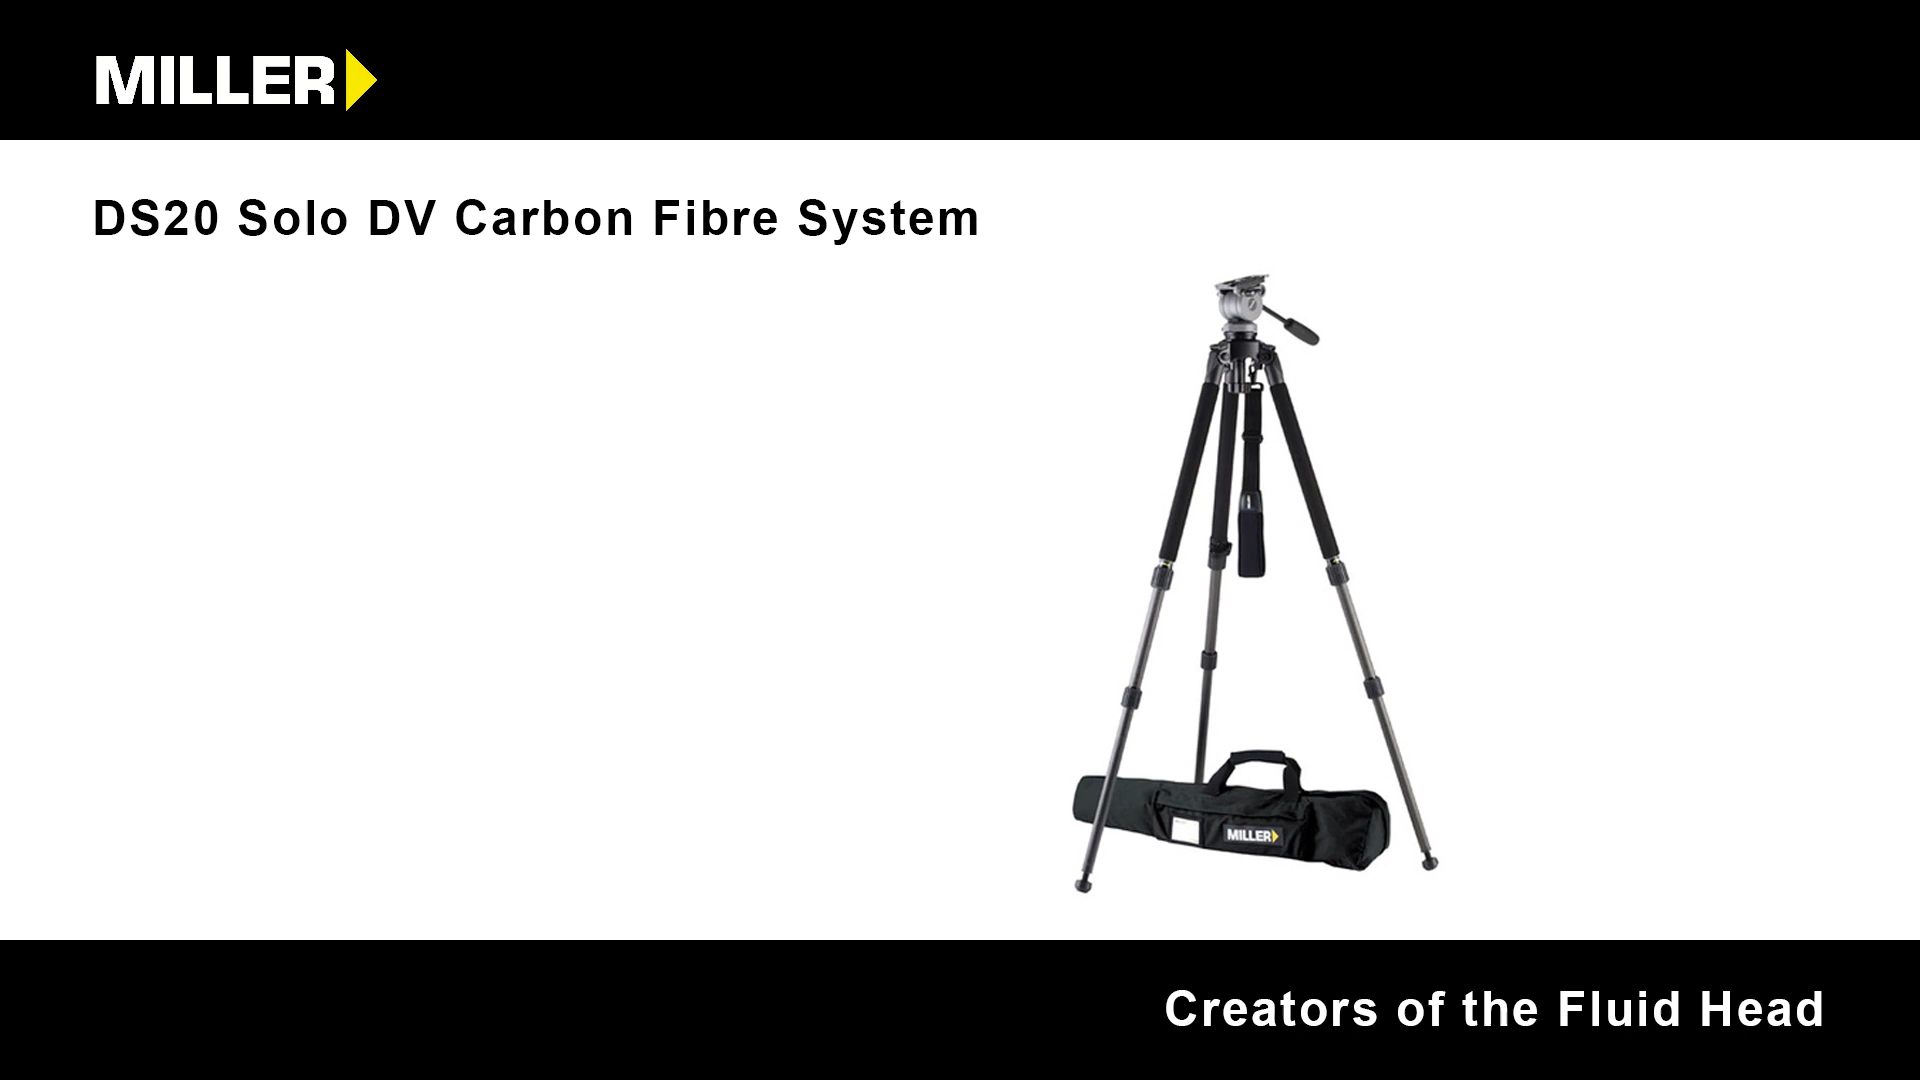 MILLER
DS20 Solo DV Carbon Fibre System
MILLER
Creators of the Fluid Head